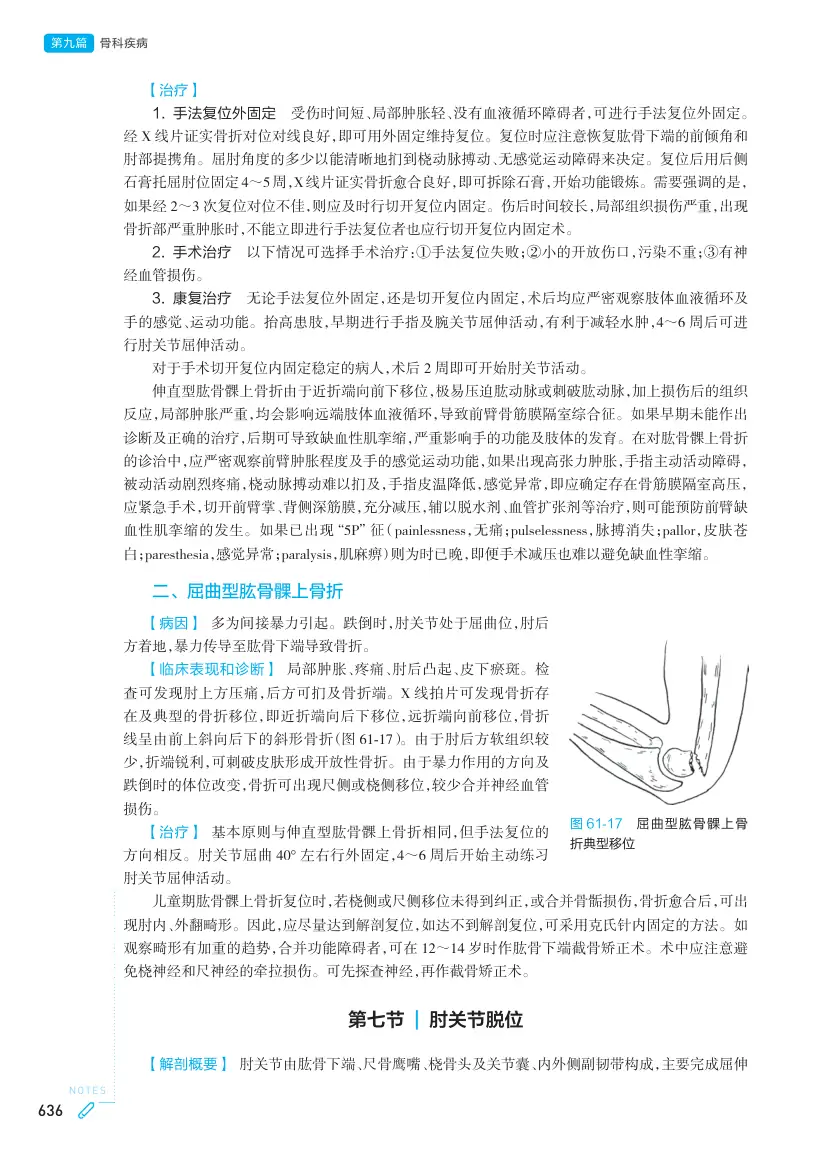 第九篇 骨科疾病
【治疗】
1. 手法复位外固定 受伤时间短、局部肿胀轻、没有血液循环障碍者,可进行手法复位外固定。
经 X 线片证实骨折对位对线良好,即可用外固定维持复位。复位时应注意恢复肱骨下端的前倾角和
肘部提携角。屈肘角度的多少以能清晰地扪到桡动脉搏动、无感觉运动障碍来决定。复位后用后侧
石膏托屈肘位固定4～5周,X线片证实骨折愈合良好,即可拆除石膏,开始功能锻炼。需要强调的是,
如果经 2～3 次复位对位不佳,则应及时行切开复位内固定。伤后时间较长,局部组织损伤严重,出现
骨折部严重肿胀时,不能立即进行手法复位者也应行切开复位内固定术。
2. 手术治疗 以下情况可选择手术治疗:①手法复位失败;②小的开放伤口,污染不重;③有神
经血管损伤。
3. 康复治疗 无论手法复位外固定,还是切开复位内固定,术后均应严密观察肢体血液循环及
手的感觉、运动功能。抬高患肢,早期进行手指及腕关节屈伸活动,有利于减轻水肿,4～6 周后可进
行肘关节屈伸活动。
对于手术切开复位内固定稳定的病人,术后 2 周即可开始肘关节活动。
伸直型肱骨髁上骨折由于近折端向前下移位,极易压迫肱动脉或刺破肱动脉,加上损伤后的组织
反应,局部肿胀严重,均会影响远端肢体血液循环,导致前臂骨筋膜隔室综合征。如果早期未能作出
诊断及正确的治疗,后期可导致缺血性肌挛缩,严重影响手的功能及肢体的发育。在对肱骨髁上骨折
的诊治中,应严密观察前臂肿胀程度及手的感觉运动功能,如果出现高张力肿胀,手指主动活动障碍,
被动活动剧烈疼痛,桡动脉搏动难以扪及,手指皮温降低,感觉异常,即应确定存在骨筋膜隔室高压,
应紧急手术,切开前臂掌、背侧深筋膜,充分减压,辅以脱水剂、血管扩张剂等治疗,则可能预防前臂缺
血性肌挛缩的发生。如果已出现“5P”征(painlessness,无痛;pulselessness,脉搏消失;pallor,皮肤苍
白;paresthesia,感觉异常;paralysis,肌麻痹)则为时已晚,即便手术减压也难以避免缺血性挛缩。
二、屈曲型肱骨髁上骨折
【病因】 多为间接暴力引起。跌倒时,肘关节处于屈曲位,肘后
方着地,暴力传导至肱骨下端导致骨折。
【临床表现和诊断】 局部肿胀、疼痛、肘后凸起、皮下瘀斑。检
查可发现肘上方压痛,后方可扪及骨折端。X 线拍片可发现骨折存
在及典型的骨折移位,即近折端向后下移位,远折端向前移位,骨折
线呈由前上斜向后下的斜形骨折(图 61-17)。由于肘后方软组织较
少,折端锐利,可刺破皮肤形成开放性骨折。由于暴力作用的方向及
跌倒时的体位改变,骨折可出现尺侧或桡侧移位,较少合并神经血管
损伤。
【治疗】 基本原则与伸直型肱骨髁上骨折相同,但手法复位的
方向相反。肘关节屈曲 40° 左右行外固定,4～6 周后开始主动练习
肘关节屈伸活动。
图 61-17 屈曲型肱骨髁上骨
折典型移位
儿童期肱骨髁上骨折复位时,若桡侧或尺侧移位未得到纠正,或合并骨骺损伤,骨折愈合后,可出
现肘内、外翻畸形。因此,应尽量达到解剖复位,如达不到解剖复位,可采用克氏针内固定的方法。如
观察畸形有加重的趋势,合并功能障碍者,可在 12～14 岁时作肱骨下端截骨矫正术。术中应注意避
免桡神经和尺神经的牵拉损伤。可先探查神经,再作截骨矫正术。
第七节 | 肘关节脱位
【解剖概要】 肘关节由肱骨下端、尺骨鹰嘴、桡骨头及关节囊、内外侧副韧带构成,主要完成屈伸
NOTES
636